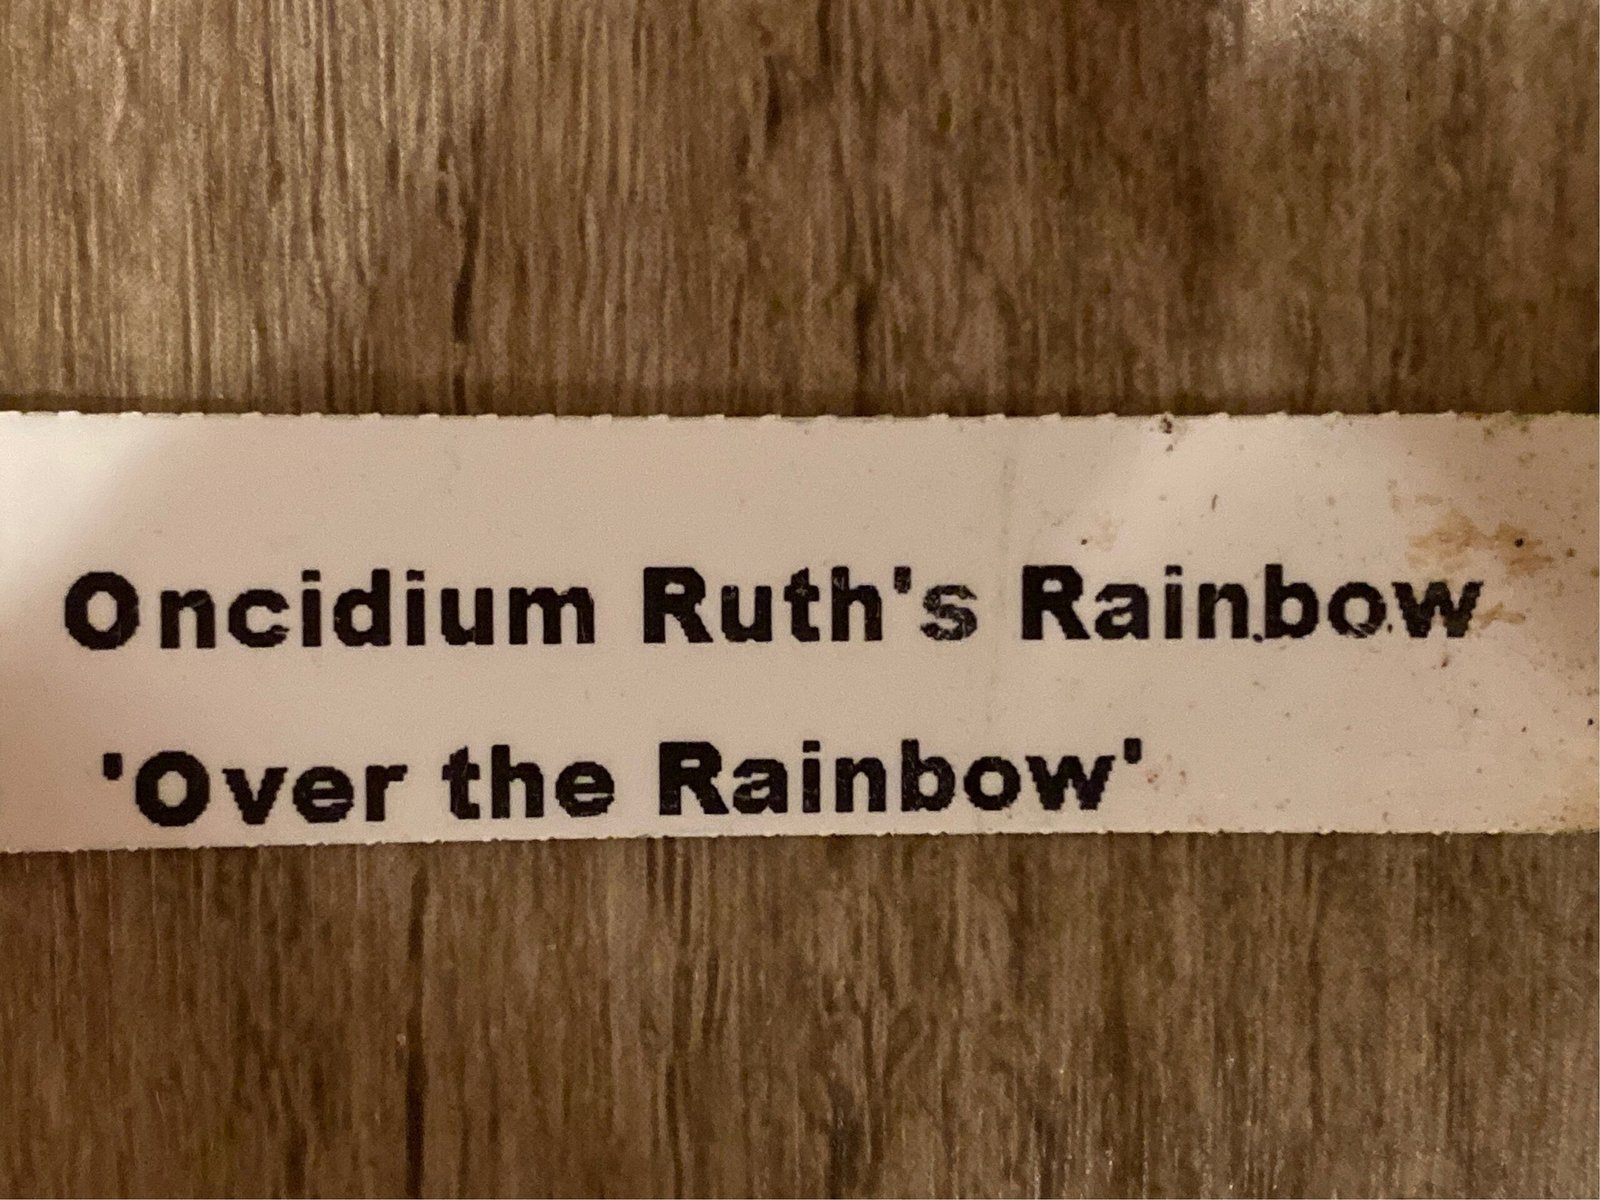 Oncidium Ruth's Rainbow
'Over the Rainbow'